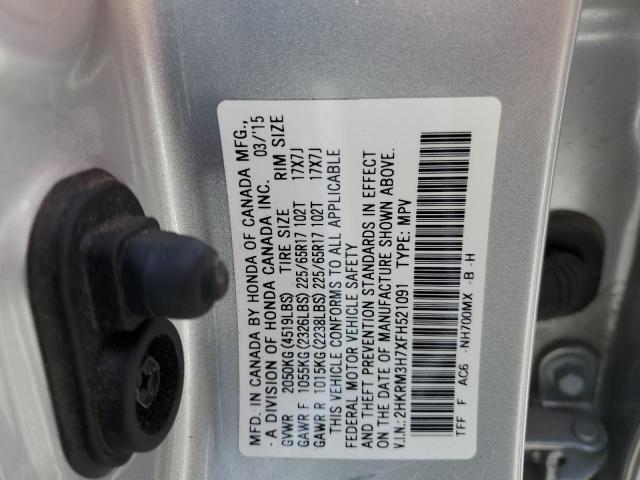 MFD. IN CANADA BY HONDA OF CANADA MFG.,
A DIVISION OF HONDA CANADA INC. 03/'15
GVWR 2050KG(4519LBS) TIRE SIZE RIM SIZE
GAWR F 1055KG(2326LBS) 225/65R17 102T 17X7J
GAWR R 1015KG(2238LBS) 225/65R17 102T 17X7J
THIS VEHICLE CONFORMS TO ALL APPLICABLE
FEDERAL MOTOR VEHICLE SAFETY
AND THEFT PREVENTION STANDARDS IN EFFECT
ON THE DATE OF MANUFACTURE SHOWN ABOVE.
V.I.N.: 2HKRM3H7XFH521091 TYPE: MPV
TFF F AC6 -NH700MX -B -H